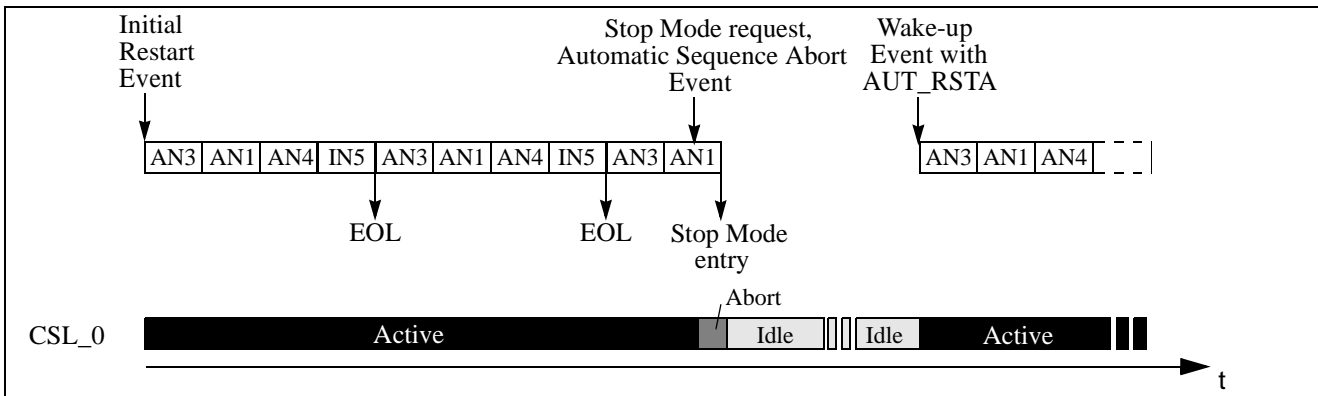 Initial
Restart
Event
Stop Mode request,
Automatic Sequence Abort
Event
Wake-up
Event with
AUT_RSTA
AN3 AN1 AN4 IN5 AN3 AN1 AN4 IN5 AN3 AN1
AN3 AN1 AN4
EOL
EOL
Stop Mode
entry
Abort
CSL_0
Active
Idle
Idle
Active
t